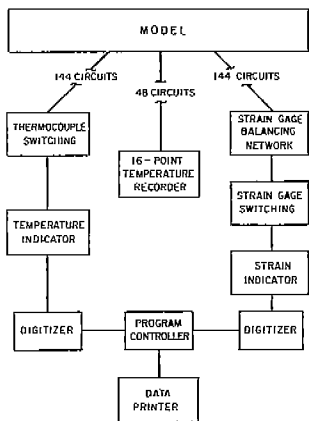 MODEL
144 CIRCUITS
48 CIRCUITS
144 CIRCUITS
THERMOCOUPLE
SWITCHING
16-POINT
TEMPERATURE
RECORDER
STRAIN GAGE
BALANCING
NETWORK
STRAIN GAGE
SWITCHING
TEMPERATURE
INDICATOR
STRAIN
INDICATOR
DIGITIZER
PROGRAM
CONTROLLER
DIGITIZER
DATA
PRINTER